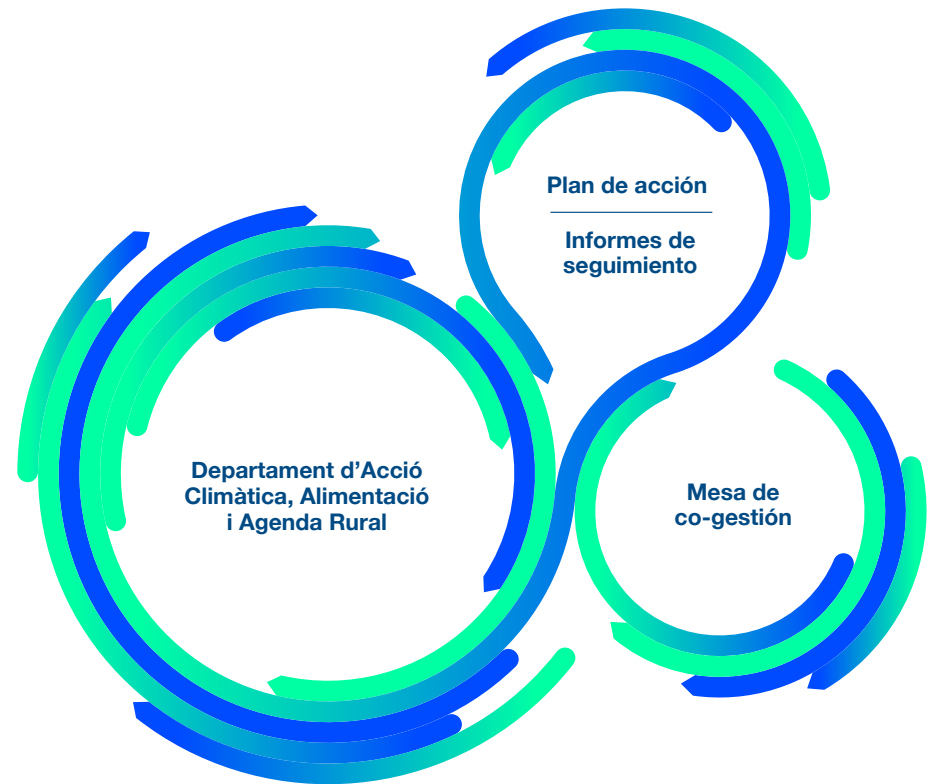 Plan de acción
Informes de
seguimiento
Departament d’Acció
Climàtica, Alimentació
i Agenda Rural
Mesa de
co-gestión